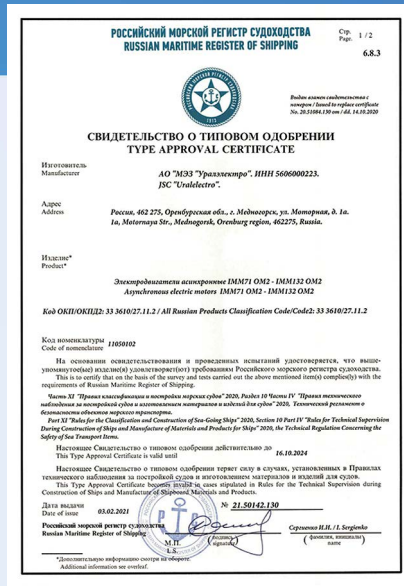 РОССИЙСКИЙ МОРСКОЙ РЕГИСТР СУДОХОДСТВА
RUSSIAN MARITIME REGISTER OF SHIPPING
Стр.
Page. 1 / 2
6.8.3
Выдан взамен свидетельства с
номером / Issued to replace certificate
No. 20.51084.130 от / dd. 14.10.2020
СВИДЕТЕЛЬСТВО О ТИПОВОМ ОДОБРЕНИИ
TYPE APPROVAL CERTIFICATE
Изготовитель
Manufacturer
АО "МЭЗ "Уралэлектро". ИНН 5606000223.
JSC "Uralelectro".
Адрес
Address
Россия, 462 275, Оренбургская обл., г. Медногорск, ул. Моторная, д. 1а.
1a, Motornaya Str., Mednogorsk, Orenburg region, 462275, Russia.
Изделие*
Product*
Электродвигатели асинхронные IMM71 OM2 - IMM132 OM2
Asynchronous electric motors IMM71 OM2 - IMM132 OM2
Код ОКП/ОКПД2: 33 3610/27.11.2 / All Russian Products Classification Code/Code2: 33 3610/27.11.2
Код номенклатуры
Code of nomenclature 11050102
На основании освидетельствования и проведенных испытаний удостоверяется, что выше-
упомянутое(ые) изделие(я) удовлетворяет(ют) требованиям Российского морского регистра судоходства.
This is to certify that on the basis of the survey and tests carried out the above mentioned item(s) complies(ly) with the
requirements of Russian Maritime Register of Shipping.
Часть XI "Правил классификации и постройки морских судов" 2020, Раздел 10 Части IV "Правил технического
наблюдения за постройкой судов и изготовлением материалов и изделий для судов" 2020, Технический регламент о
безопасности объектов морского транспорта.
Part XI "Rules for the Classification and Construction of Sea-Going Ships" 2020, Section 10 Part IV "Rules for Technical Supervision
During Construction of Ships and Manufacture of Materials and Products for Ships" 2020, the Technical Regulation Concerning the
Safety of Sea Transport Items.
Настоящее Свидетельство о типовом одобрении действительно до
This Type Approval Certificate is valid until 16.10.2024
Настоящее Свидетельство о типовом одобрении теряет силу в случаях, установленных в Правилах
технического наблюдения за постройкой судов и изготовлением материалов и изделий для судов.
This Type Approval Certificate becomes invalid in cases stipulated in Rules for the Technical Supervision during
Construction of Ships and Manufacture of Shipboard Materials and Products.
Дата выдачи
Date of issue 03.02.2021
№ 21.50142.130
Российский морской регистр судоходства
Russian Maritime Register of Shipping
М.П.
L.S.
(подпись)
signature
Сергиенко И.Н. / I. Sergienko
(фамилия, инициалы)
name
*Дополнительную информацию смотри на обороте.
Additional information see overleaf.